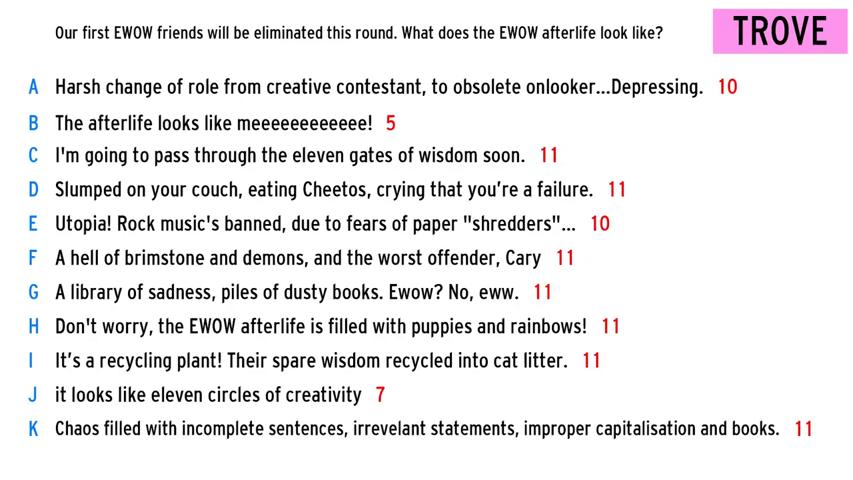 Our first EWOW friends will be eliminated this round. What does the EWOW afterlife look like?
TROVE
A Harsh change of role from creative contestant, to obsolete onlooker...Depressing. 10
B The afterlife looks like meeeeeeeeeeee! 5
C I'm going to pass through the eleven gates of wisdom soon. 11
D Slumped on your couch, eating Cheetos, crying that you’re a failure. 11
E Utopia! Rock music's banned, due to fears of paper "shredders"... 10
F A hell of brimstone and demons, and the worst offender, Cary 11
G A library of sadness, piles of dusty books. Ewow? No, eww. 11
H Don't worry, the EWOW afterlife is filled with puppies and rainbows! 11
I It’s a recycling plant! Their spare wisdom recycled into cat litter. 11
J it looks like eleven circles of creativity 7
K Chaos filled with incomplete sentences, irrevelant statements, improper capitalisation and books. 11